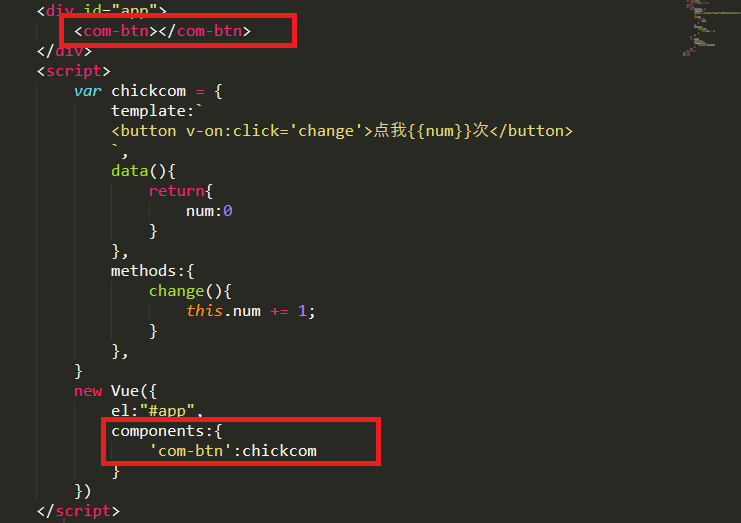 <div id="app">
<com-btn></com-btn>
</div>
<script>
var chickcom = {
template:`
<button v-on:click='change'>点我{{num}}次</button>
`,
data(){
return{
num:0
}
},
methods:{
change(){
this.num += 1;
}
},
}
new Vue({
el:"#app",
components:{
'com-btn':chickcom
}
})
</script>